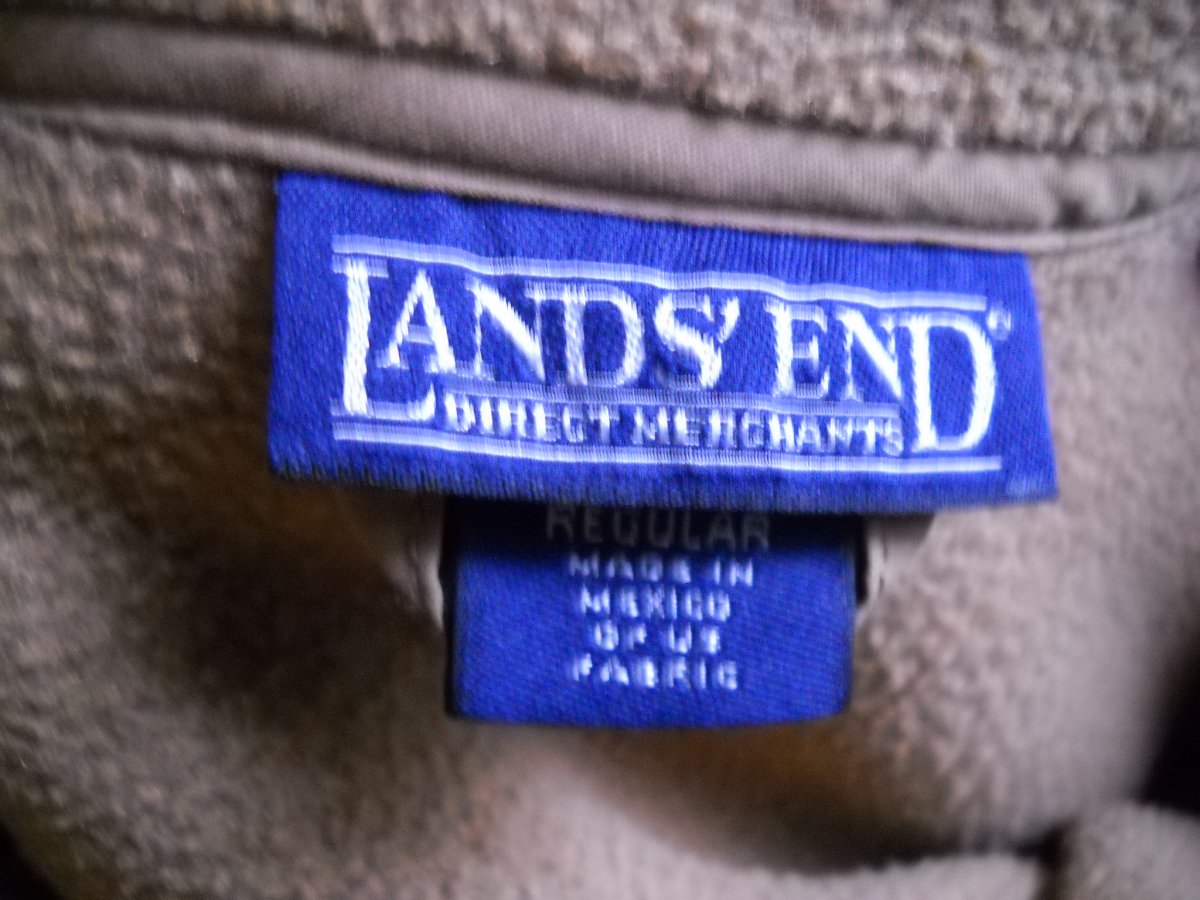 LANDS' END®
DIRECT MERCHANTS
REGULAR
MADE IN
MEXICO
OF US
FABRIC